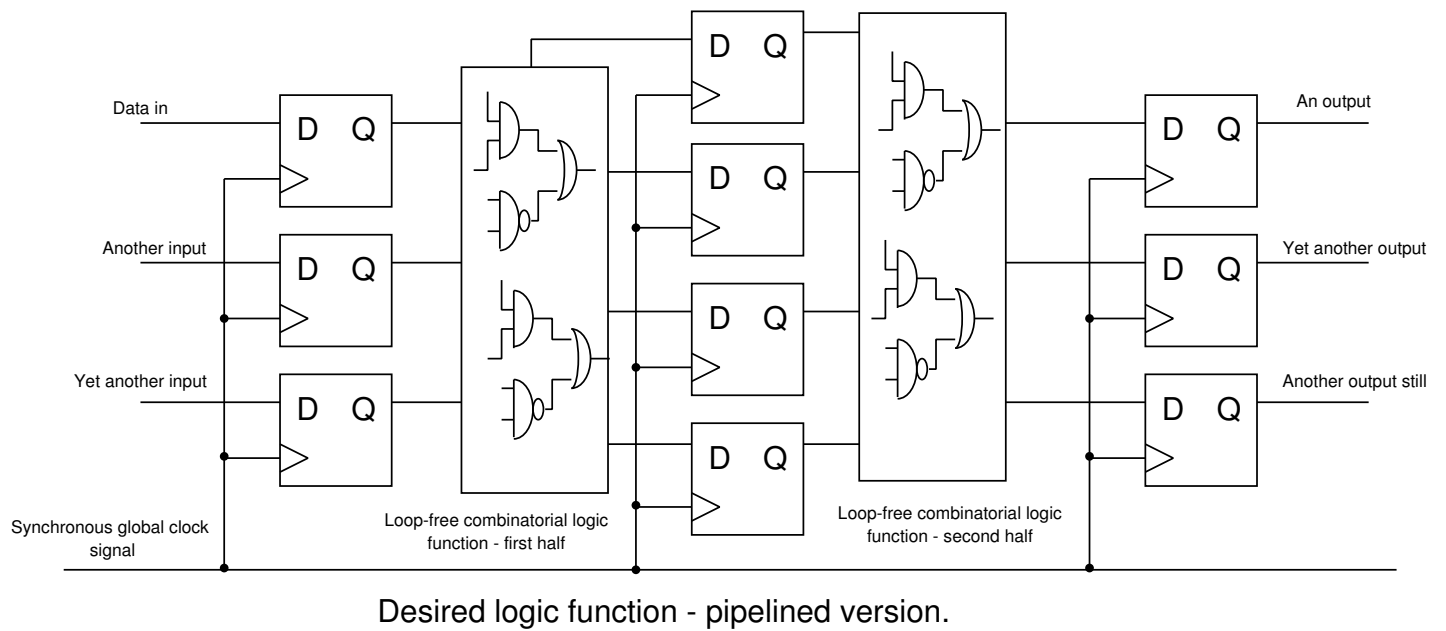 D Q
Data in
D Q
An output
D Q
D Q
Another input
D Q
Yet another output
D Q
D Q
Yet another input
D Q
Another output still
D Q
D Q
Synchronous global clock
signal
Loop-free combinatorial logic
function - first half
Loop-free combinatorial logic
function - second half
Desired logic function - pipelined version.